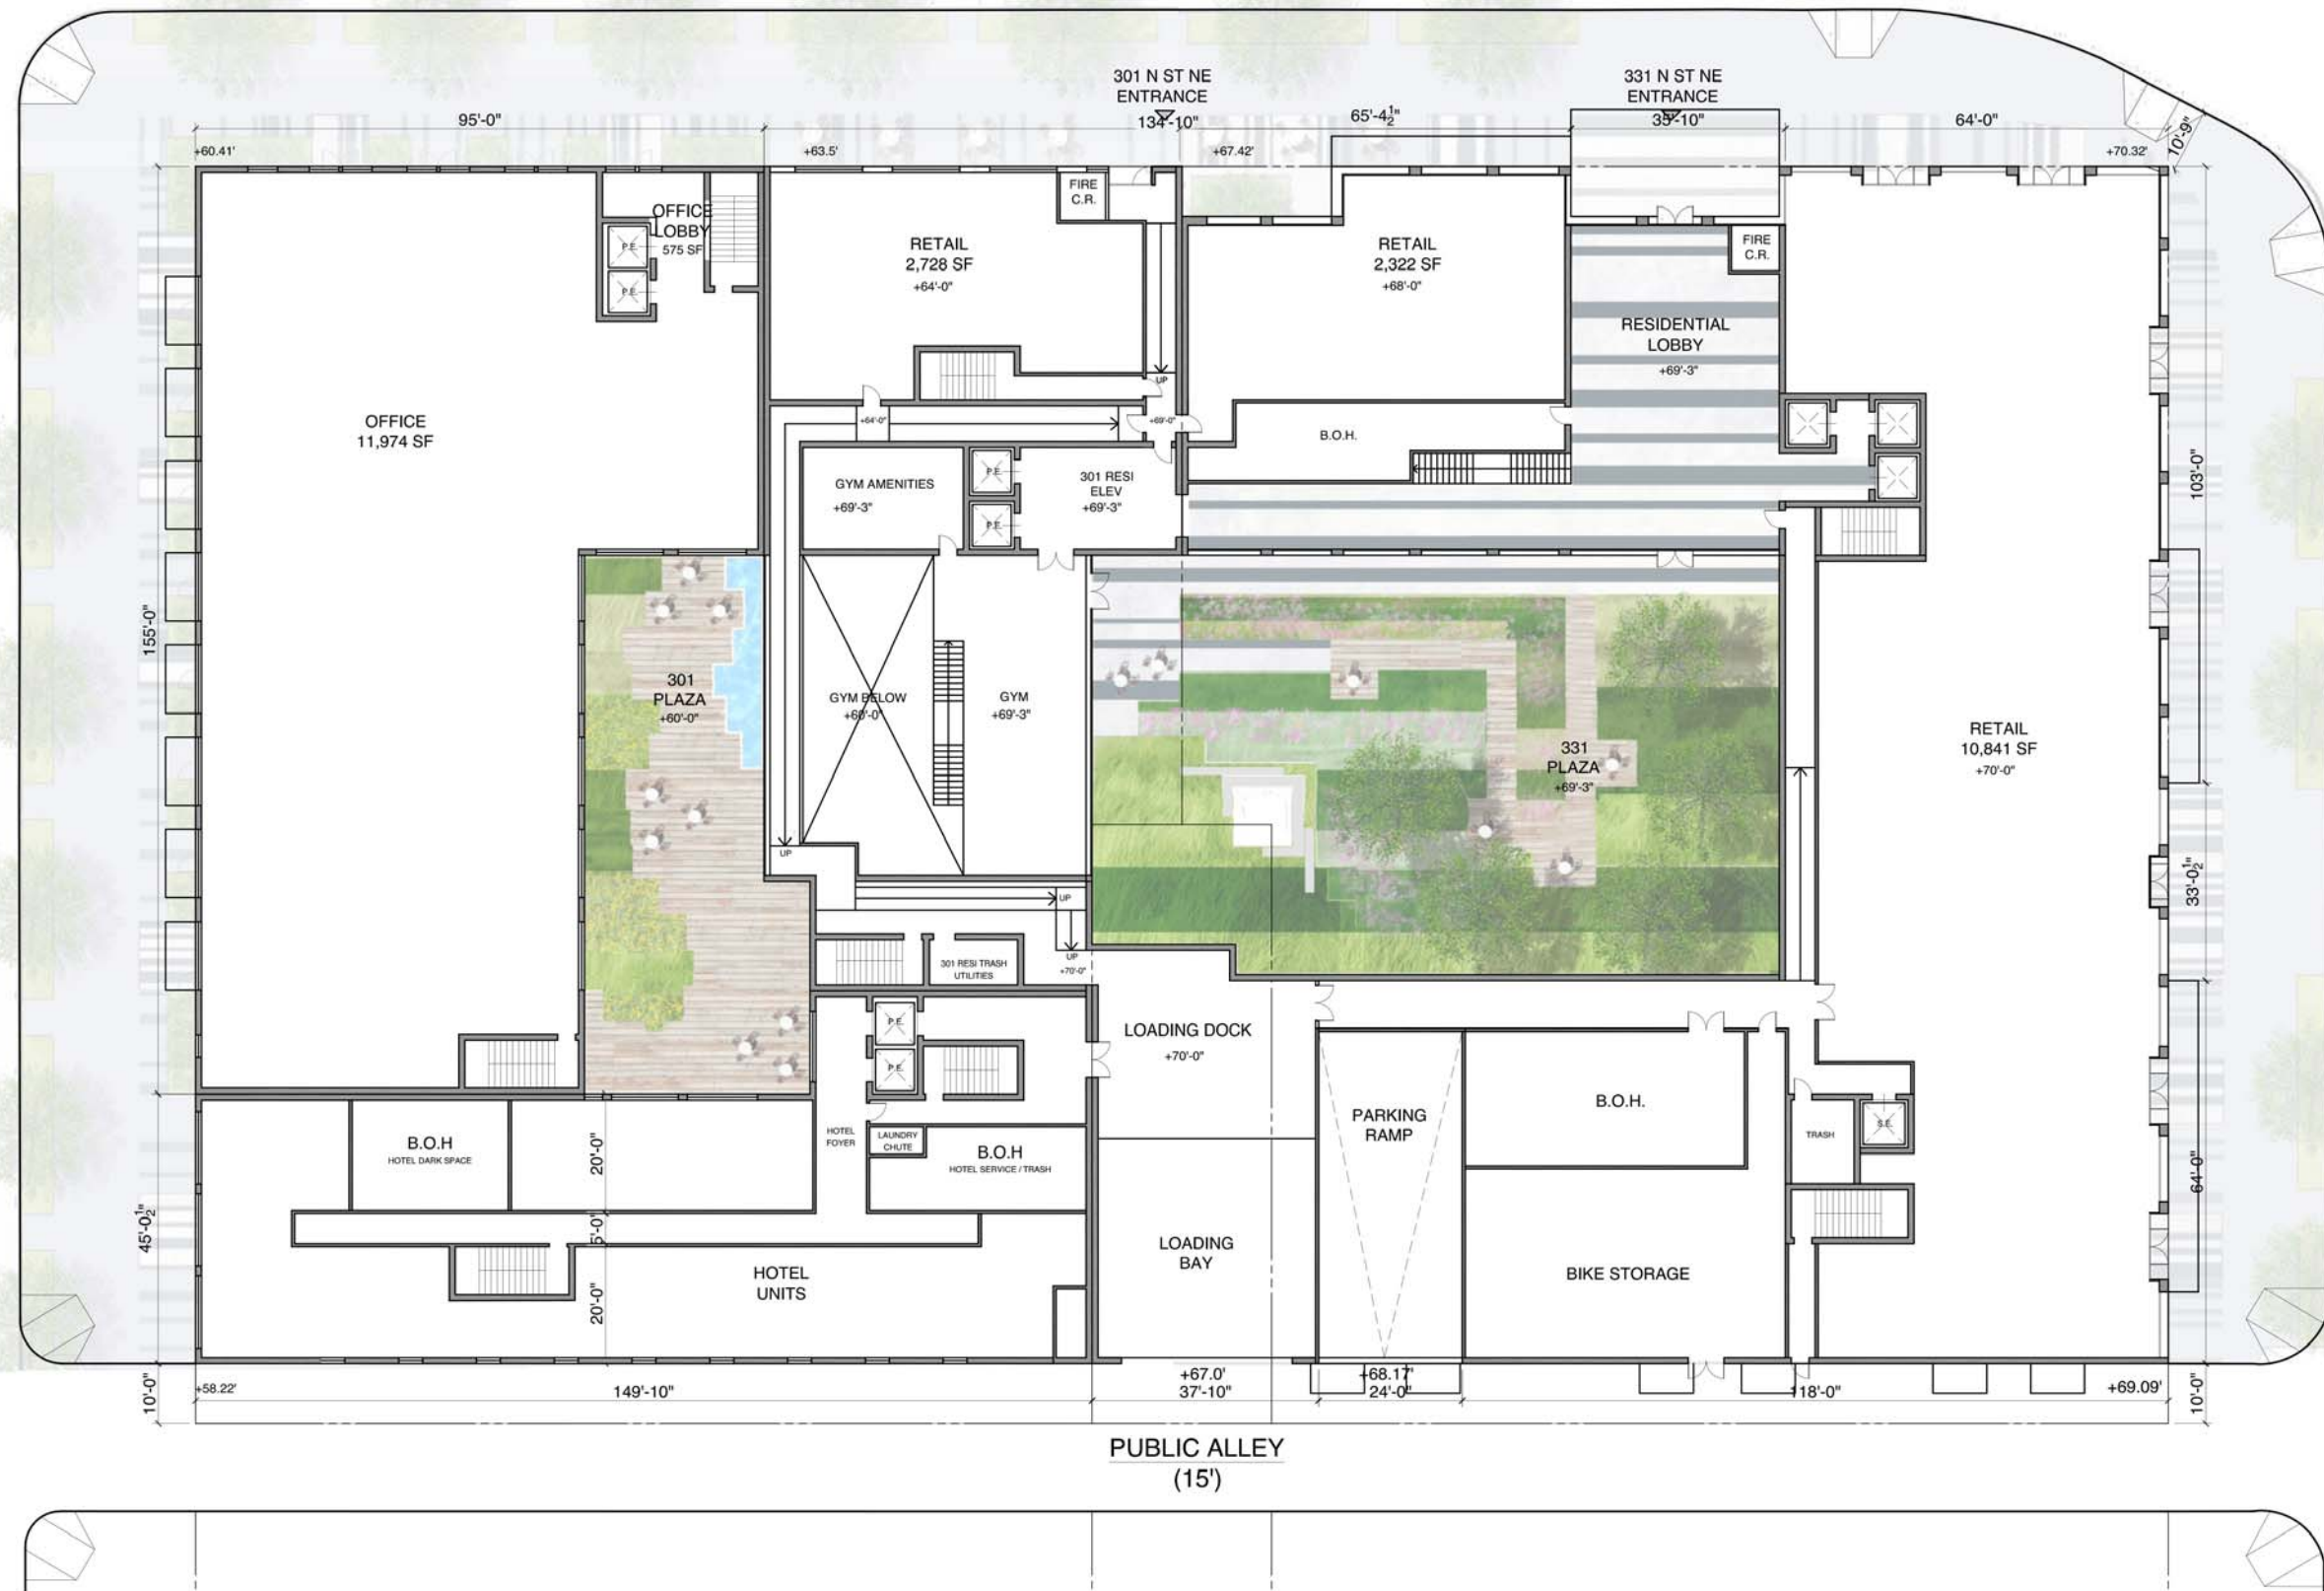 301 N ST NE
ENTRANCE
331 N ST NE
ENTRANCE
95'-0"
134'-10"
65'-4½"
35'-10"
64'-0"
10'-9"
+60.41'
+63.5'
+67.42'
+70.32'
OFFICE
LOBBY
575 SF
P.E.
P.E.
FIRE
C.R.
RETAIL
2,728 SF
+64'-0"
RETAIL
2,322 SF
+68'-0"
FIRE
C.R.
RESIDENTIAL
LOBBY
+69'-3"
UP
OFFICE
11,974 SF
+64'-0"
+69'-0"
B.O.H.
GYM AMENITIES
+69'-3"
P.E.
P.E.
301 RESI
ELEV
+69'-3"
103'-0"
155'-0"
301
PLAZA
+60'-0"
GYM BELOW
+60'-0"
GYM
+69'-3"
331
PLAZA
+69'-3"
RETAIL
10,841 SF
+70'-0"
UP
33'-0½"
UP
UP
+70'-0"
301 RESI TRASH
UTILITIES
P.E.
P.E.
LOADING DOCK
+70'-0"
B.O.H
HOTEL DARK SPACE
20'-0"
HOTEL
FOYER
LAUNDRY
CHUTE
B.O.H
HOTEL SERVICE / TRASH
PARKING
RAMP
B.O.H.
TRASH
S.E.
64'-0"
45'-0½"
5'-0"
20'-0"
HOTEL
UNITS
LOADING
BAY
BIKE STORAGE
10'-0"
+58.22'
149'-10"
+67.0'
37'-10"
+68.17'
24'-0"
118'-0"
+69.09'
10'-0"
PUBLIC ALLEY
(15')